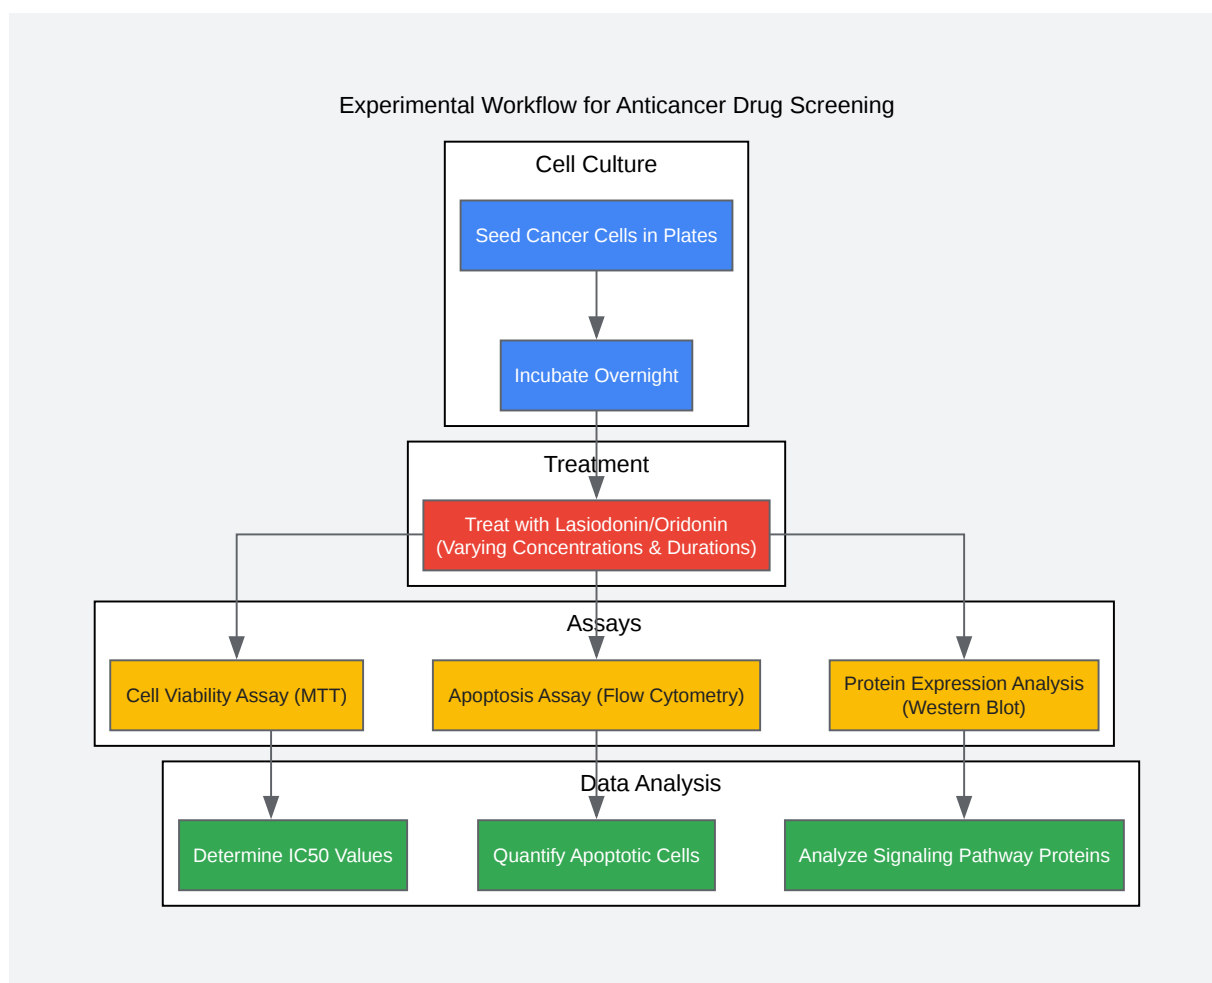 Experimental Workflow for Anticancer Drug Screening
Cell Culture
Seed Cancer Cells in Plates
Incubate Overnight
Treatment
Treat with Lasiodonin/Oridonin
(Varying Concentrations & Durations)
Assays
Cell Viability Assay (MTT)
Apoptosis Assay (Flow Cytometry)
Protein Expression Analysis
(Western Blot)
Data Analysis
Determine IC50 Values
Quantify Apoptotic Cells
Analyze Signaling Pathway Proteins